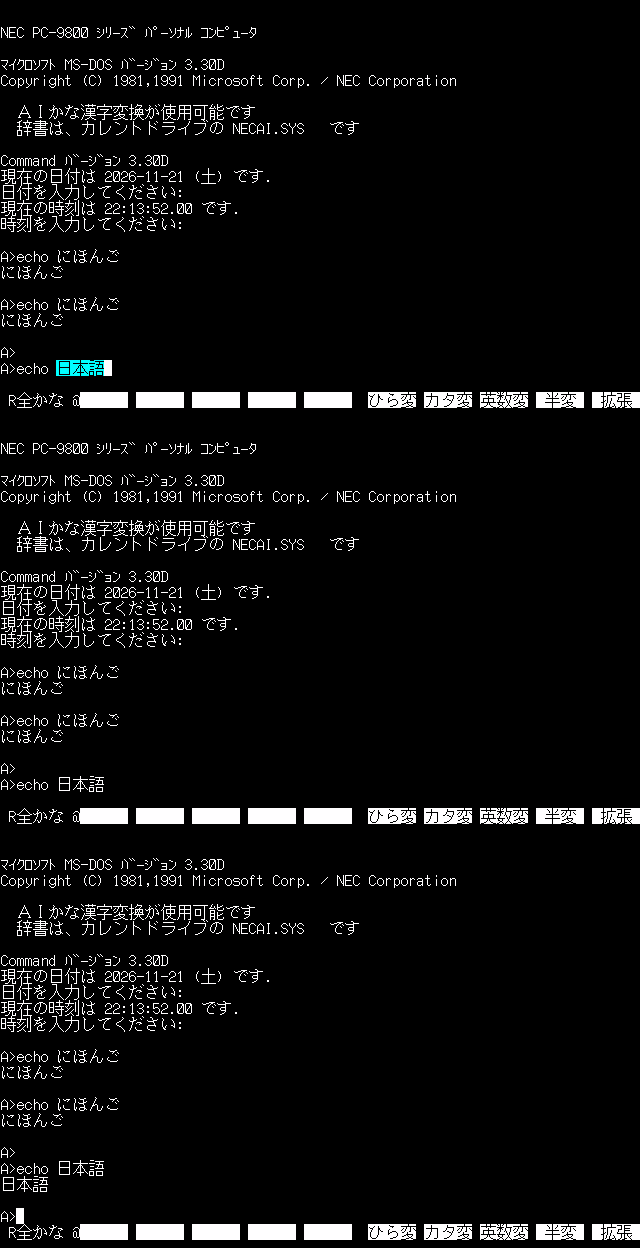 NEC PC-9800 ｼﾘｰｽﾞ ﾊﾟｰｿﾅﾙ ｺﾝﾋﾟｭｰﾀ
ﾏｲｸﾛｿﾌﾄ MS-DOS ﾊﾞｰｼﾞｮﾝ 3.30D
Copyright (C) 1981,1991 Microsoft Corp. / NEC Corporation
ＡＩかな漢字変換が使用可能です
辞書は、カレントドライブの NECAI.SYS です
Command ﾊﾞｰｼﾞｮﾝ 3.30D
現在の日付は 2026-11-21 (土) です.
日付を入力してください:
現在の時刻は 22:13:52.00 です.
時刻を入力してください:
A>echo にほんご
にほんご
A>echo にほんご
にほんご
A>
A>echo 日本語
R全かな @ ひら変 カタ変 英数変 半変 拡張
NEC PC-9800 ｼﾘｰｽﾞ ﾊﾟｰｿﾅﾙ ｺﾝﾋﾟｭｰﾀ
ﾏｲｸﾛｿﾌﾄ MS-DOS ﾊﾞｰｼﾞｮﾝ 3.30D
Copyright (C) 1981,1991 Microsoft Corp. / NEC Corporation
ＡＩかな漢字変換が使用可能です
辞書は、カレントドライブの NECAI.SYS です
Command ﾊﾞｰｼﾞｮﾝ 3.30D
現在の日付は 2026-11-21 (土) です.
日付を入力してください:
現在の時刻は 22:13:52.00 です.
時刻を入力してください:
A>echo にほんご
にほんご
A>echo にほんご
にほんご
A>
A>echo 日本語
R全かな @ ひら変 カタ変 英数変 半変 拡張
ﾏｲｸﾛｿﾌﾄ MS-DOS ﾊﾞｰｼﾞｮﾝ 3.30D
Copyright (C) 1981,1991 Microsoft Corp. / NEC Corporation
ＡＩかな漢字変換が使用可能です
辞書は、カレントドライブの NECAI.SYS です
Command ﾊﾞｰｼﾞｮﾝ 3.30D
現在の日付は 2026-11-21 (土) です.
日付を入力してください:
現在の時刻は 22:13:52.00 です.
時刻を入力してください:
A>echo にほんご
にほんご
A>echo にほんご
にほんご
A>
A>echo 日本語
日本語
A>
R全かな @ ひら変 カタ変 英数変 半変 拡張